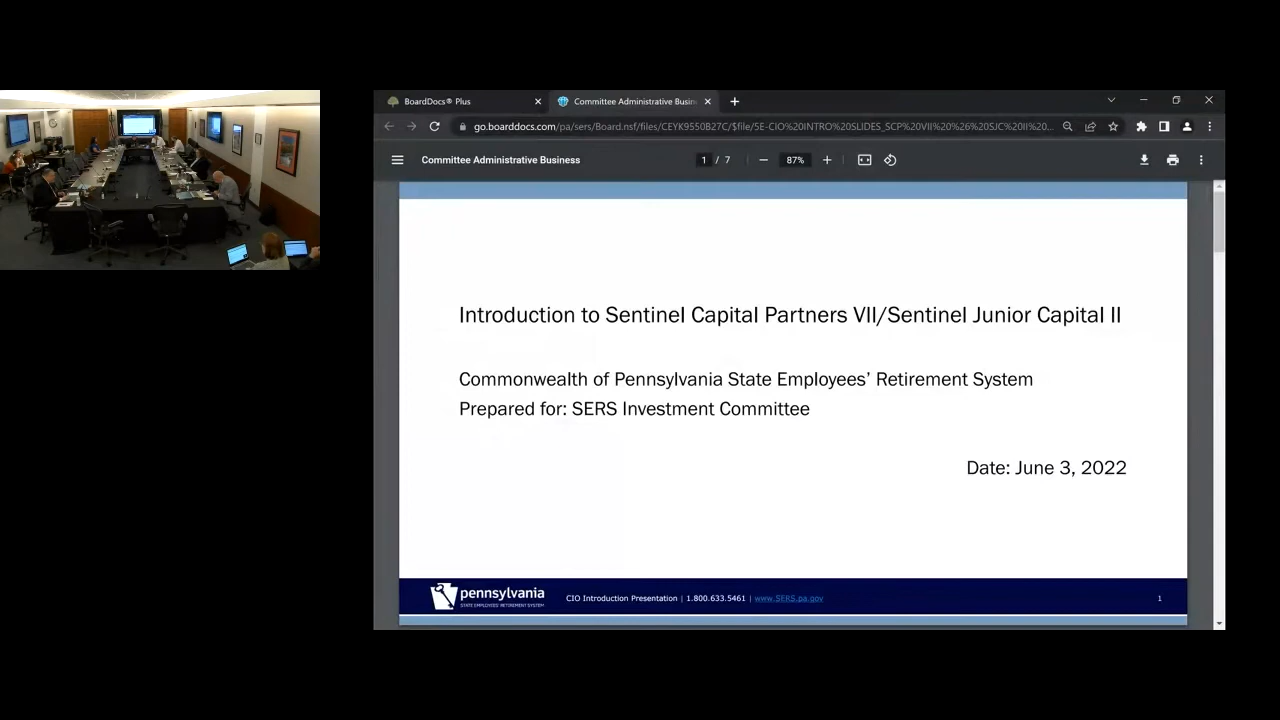 BoardDocs® Plus
Committee Administrative Busin
go.boarddocs.com/pa/sers/Board.nsf/files/CEYK9550B27C/$file/5E-CIO%20INTRO%20SLIDES_SCP%20VII%20%26%20SJC%20II%20...
Committee Administrative Business
1 / 7
87%
Introduction to Sentinel Capital Partners VII/Sentinel Junior Capital II
Commonwealth of Pennsylvania State Employees’ Retirement System
Prepared for: SERS Investment Committee
Date: June 3, 2022
pennsylvania
STATE EMPLOYEES' RETIREMENT SYSTEM
CIO Introduction Presentation | 1.800.633.5461 | www.SERS.pa.gov
1